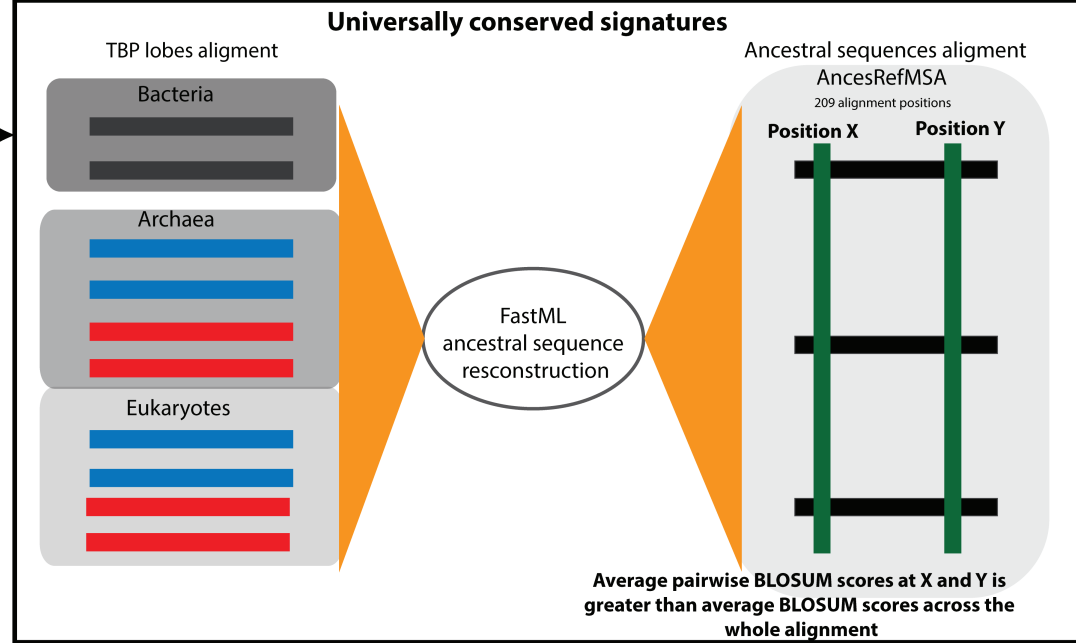 Universally conserved signatures
TBP lobes aligment
Bacteria
Archaea
Eukaryotes
FastML
ancestral sequence
resconstruction
Ancestral sequences aligment
AncesRefMSA
209 alignment positions
Position X
Position Y
Average pairwise BLOSUM scores at X and Y is
greater than average BLOSUM scores across the
whole alignment